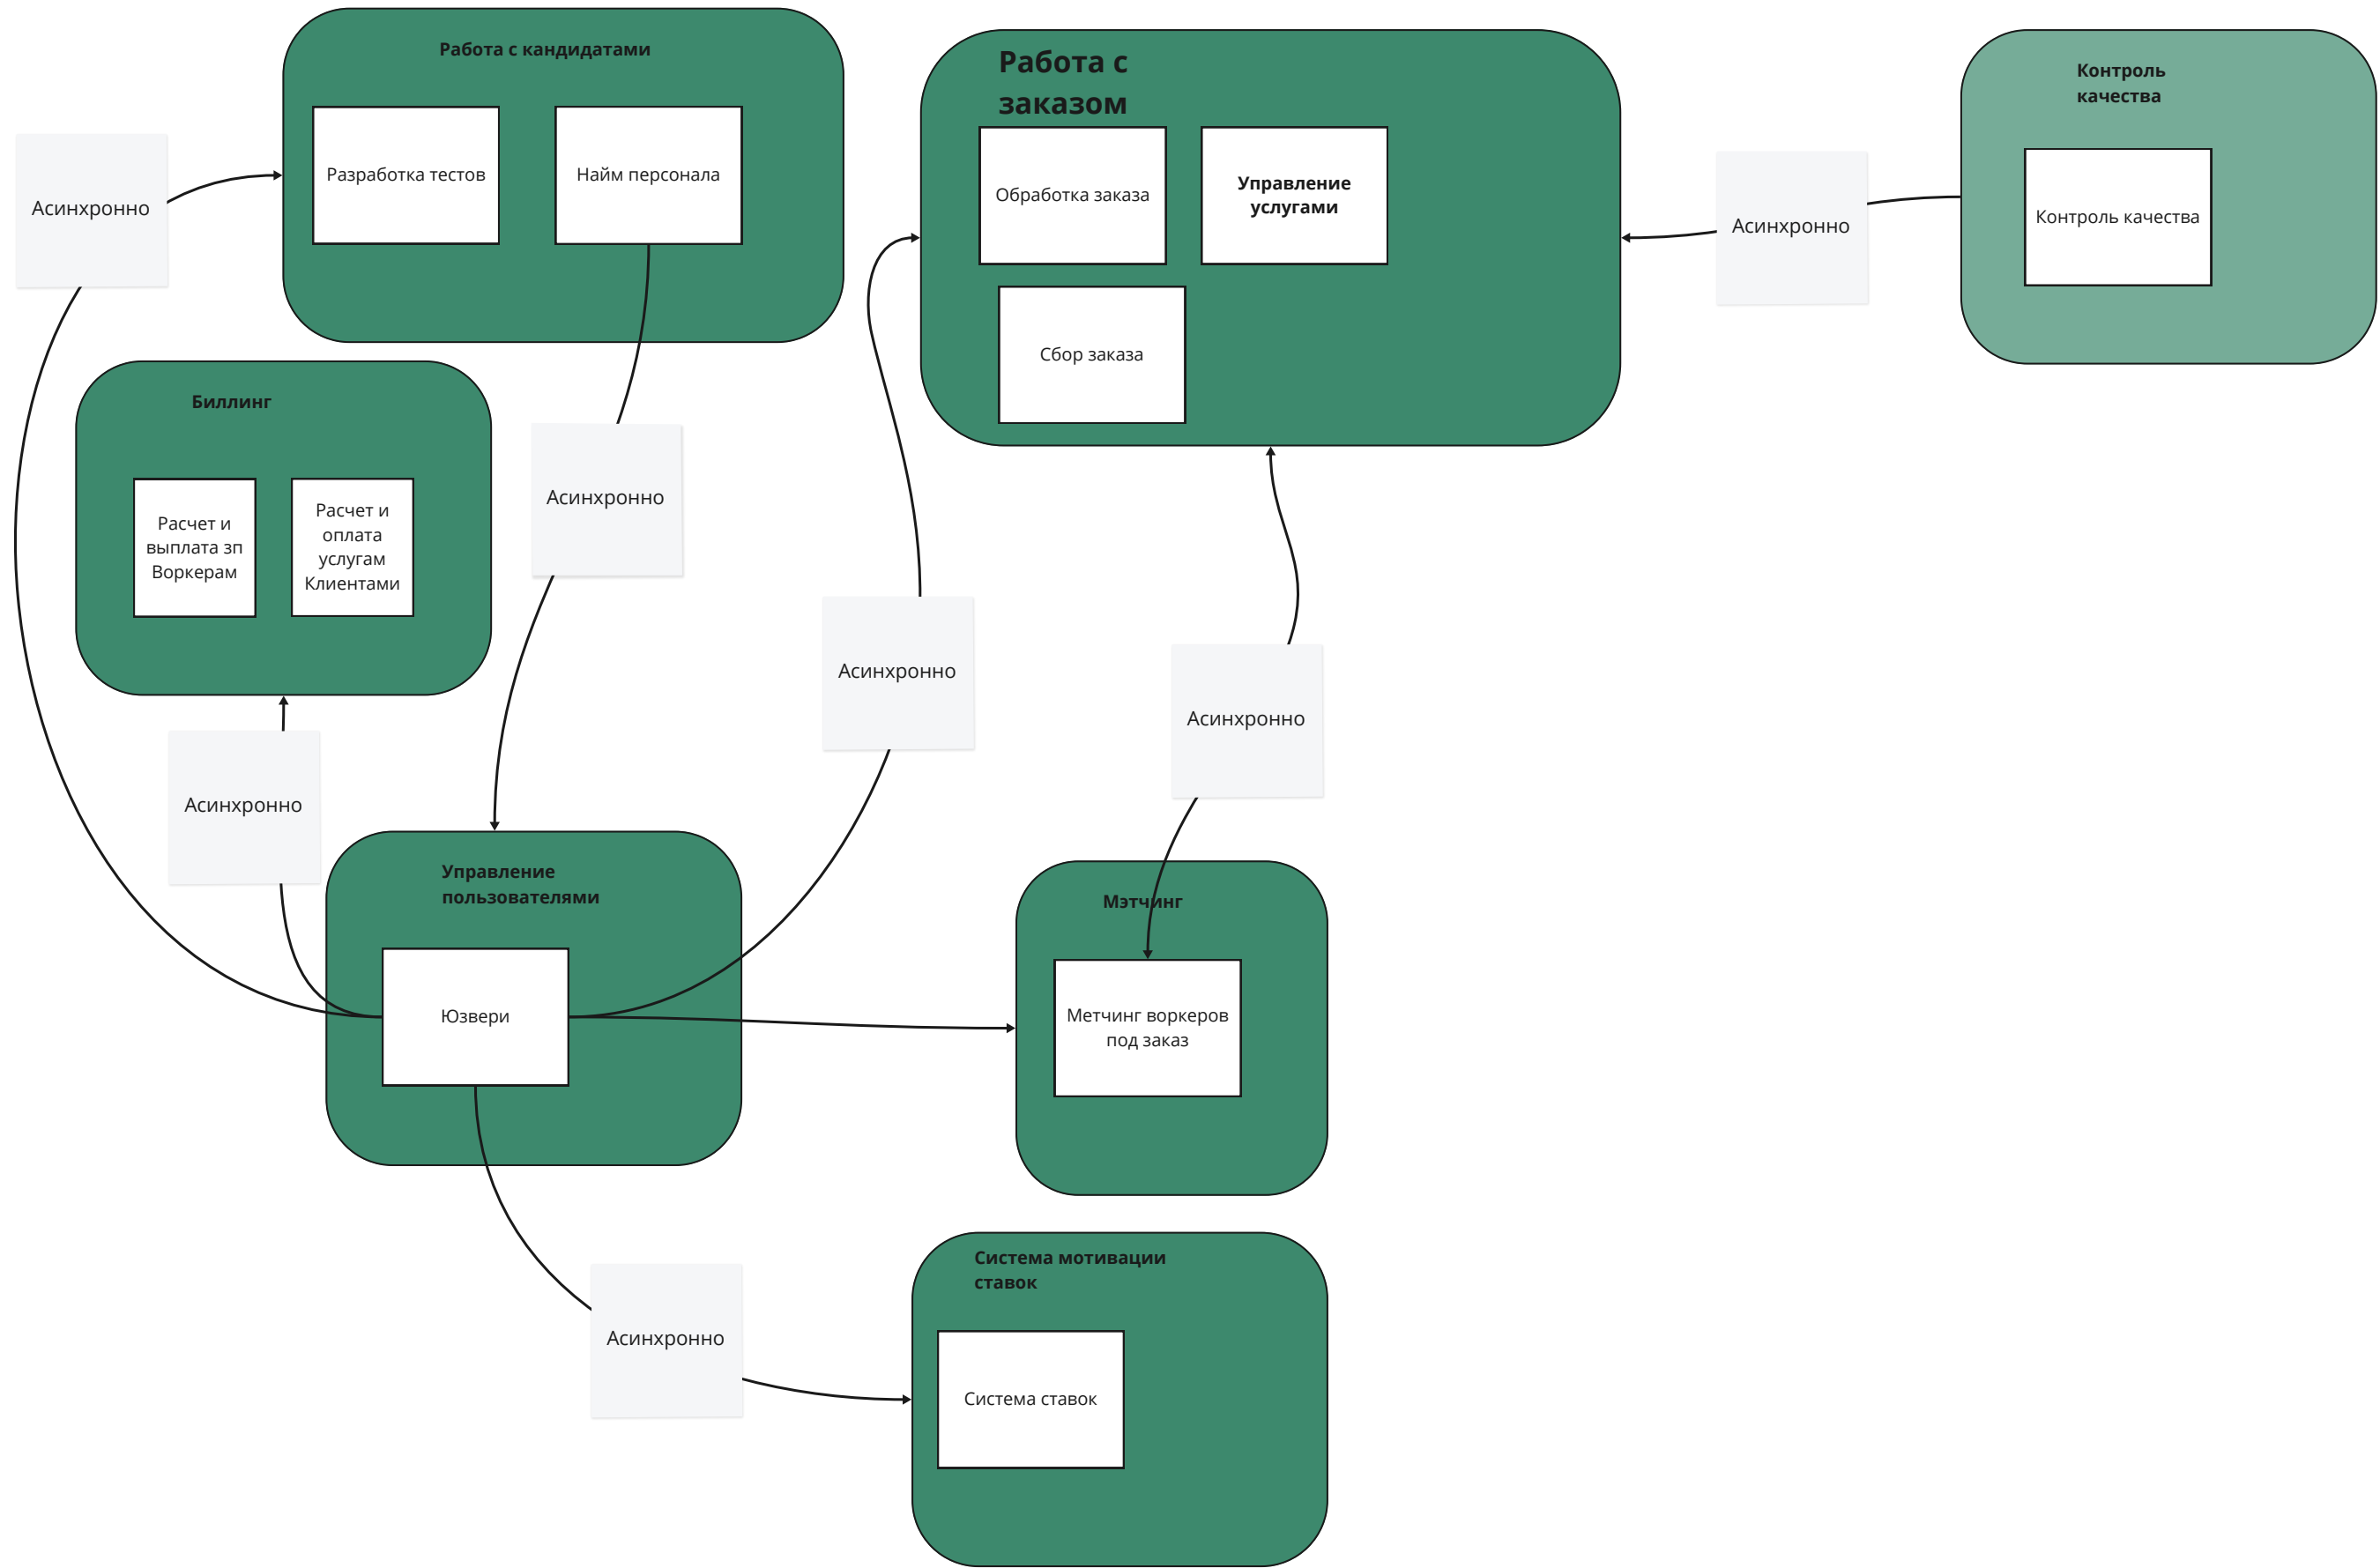 Работа с кандидатами
Разработка тестов
Найм персонала
Асинхронно
Работа с
заказом
Обработка заказа
Управление
услугами
Сбор заказа
Асинхронно
Контроль
качества
Контроль качества
Биллинг
Расчет и
выплата зп
Воркерам
Расчет и
оплата
услугам
Клиентами
Асинхронно
Асинхронно
Асинхронно
Асинхронно
Управление
пользователями
Юзвери
Мэтчинг
Метчинг воркеров
под заказ
Асинхронно
Система мотивации
ставок
Система ставок